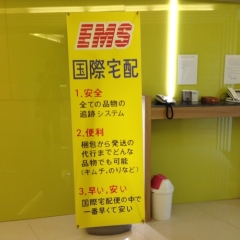 EMS
国際宅配
1.安全
全ての品物の
追跡システム
2.便利
梱包から発送の
代行までどんな
品物でも可能
(キムチ、のりなど)
3.早い,安い
国際宅配便の中で
一番早くて安い